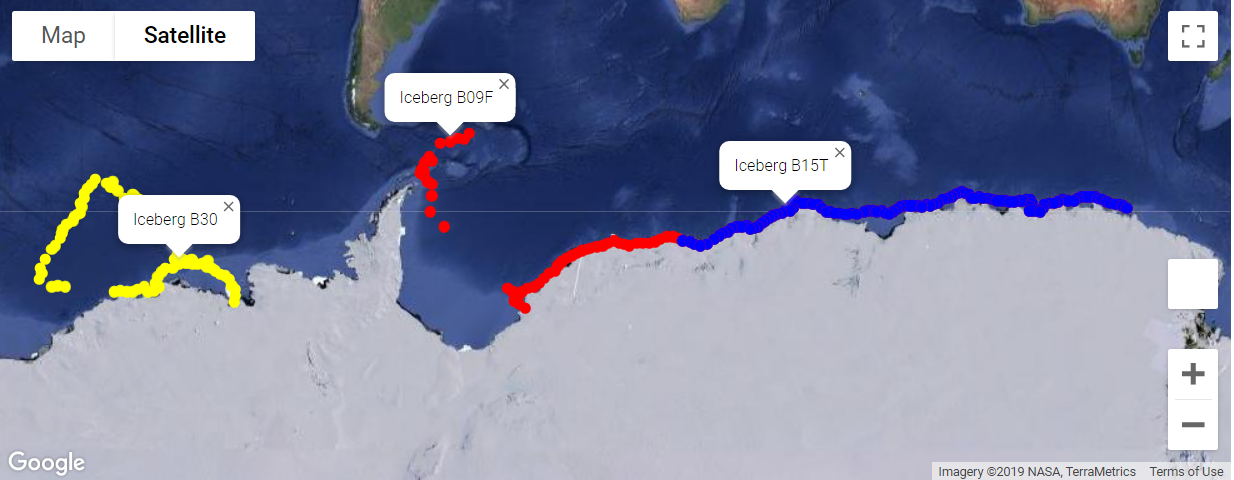 Map
Satellite
Iceberg B09F
Iceberg B15T
Iceberg B30
Google
Imagery ©2019 NASA, TerraMetrics
Terms of Use